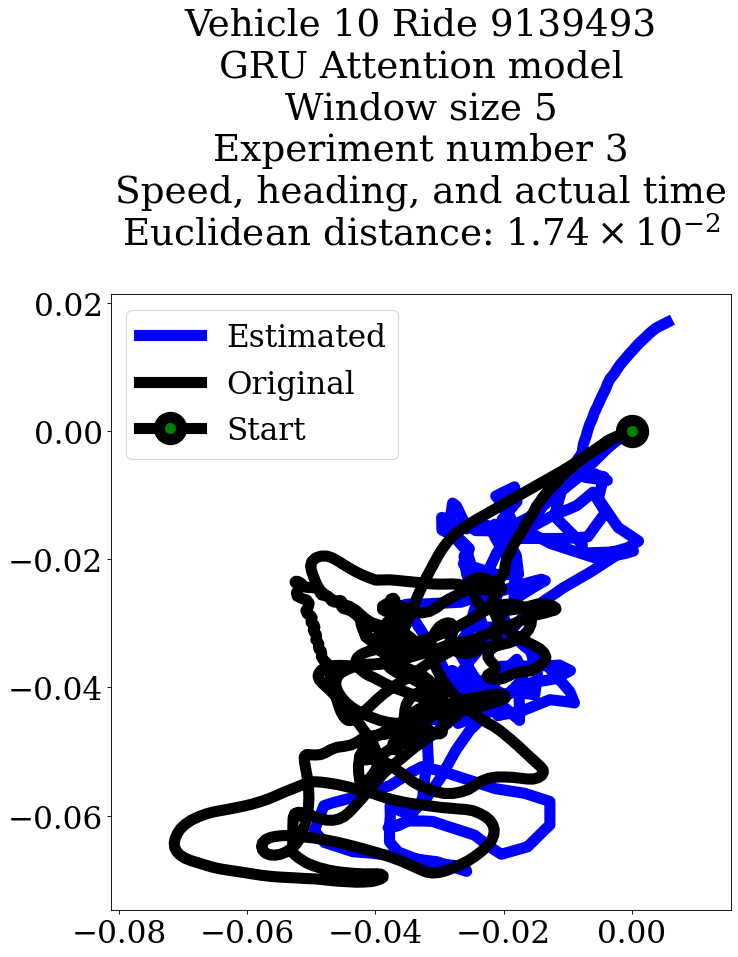 Vehicle 10 Ride 9139493
GRU Attention model
Window size 5
Experiment number 3
Speed, heading, and actual time
Euclidean distance: 1.74 × 10⁻²
0.02
Estimated
Original
0.00
Start
−0.02
−0.04
−0.06
−0.08 −0.06 −0.04 −0.02 0.00